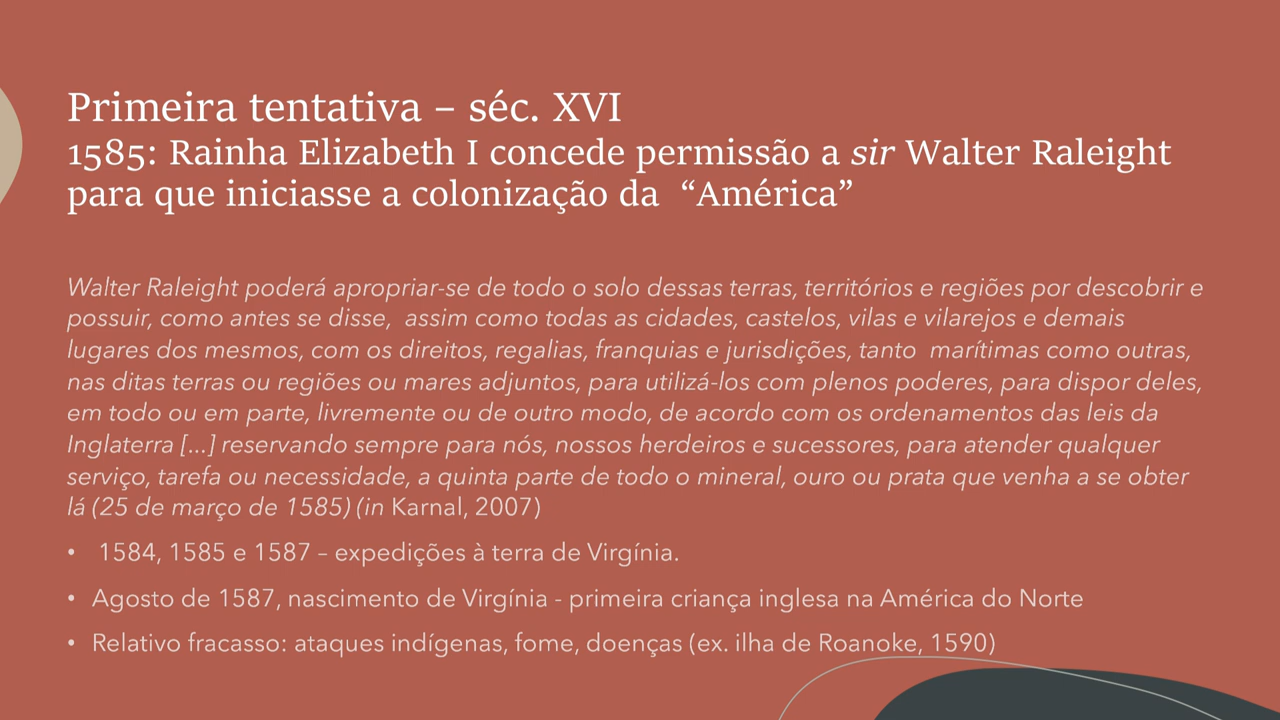 Primeira tentativa – séc. XVI
1585: Rainha Elizabeth I concede permissão a sir Walter Raleight
para que iniciasse a colonização da “América”
Walter Raleight poderá apropriar-se de todo o solo dessas terras, territórios e regiões por descobrir e
possuir, como antes se disse, assim como todas as cidades, castelos, vilas e vilarejos e demais
lugares dos mesmos, com os direitos, regalias, franquias e jurisdições, tanto marítimas como outras,
nas ditas terras ou regiões ou mares adjuntos, para utilizá-los com plenos poderes, para dispor deles,
em todo ou em parte, livremente ou de outro modo, de acordo com os ordenamentos das leis da
Inglaterra [...] reservando sempre para nós, nossos herdeiros e sucessores, para atender qualquer
serviço, tarefa ou necessidade, a quinta parte de todo o mineral, ouro ou prata que venha a se obter
lá (25 de março de 1585) (in Karnal, 2007)
• 1584, 1585 e 1587 – expedições à terra de Virgínia.
• Agosto de 1587, nascimento de Virgínia - primeira criança inglesa na América do Norte
• Relativo fracasso: ataques indígenas, fome, doenças (ex. ilha de Roanoke, 1590)